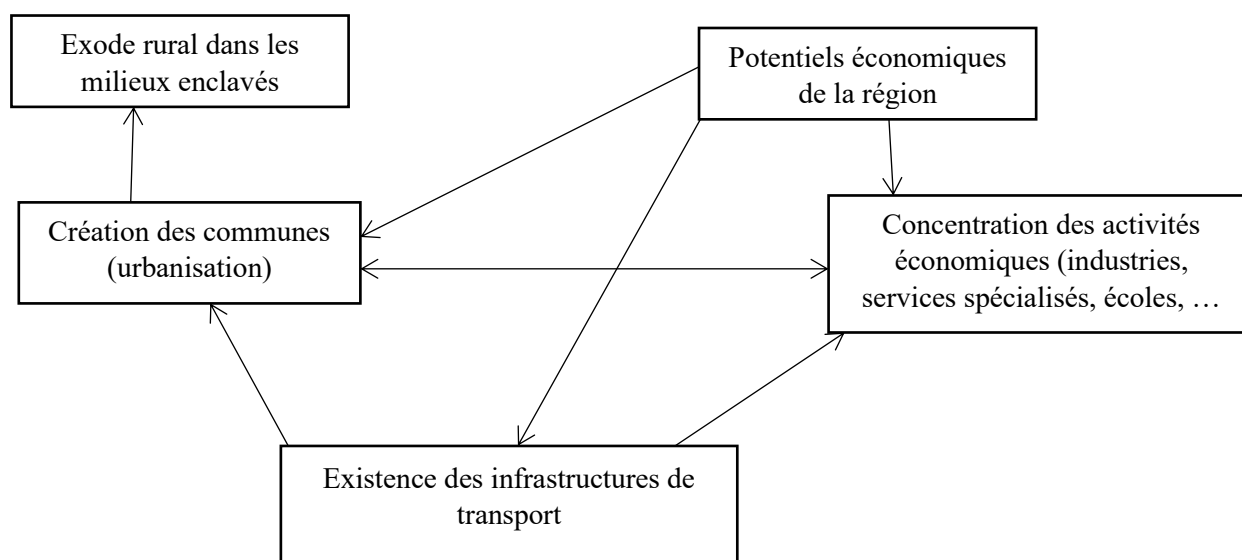 Exode rural dans les
milieux enclavés
Potentiels économiques
de la région
Création des communes
(urbanisation)
Concentration des activités
économiques (industries,
services spécialisés, écoles, …
Existence des infrastructures de
transport